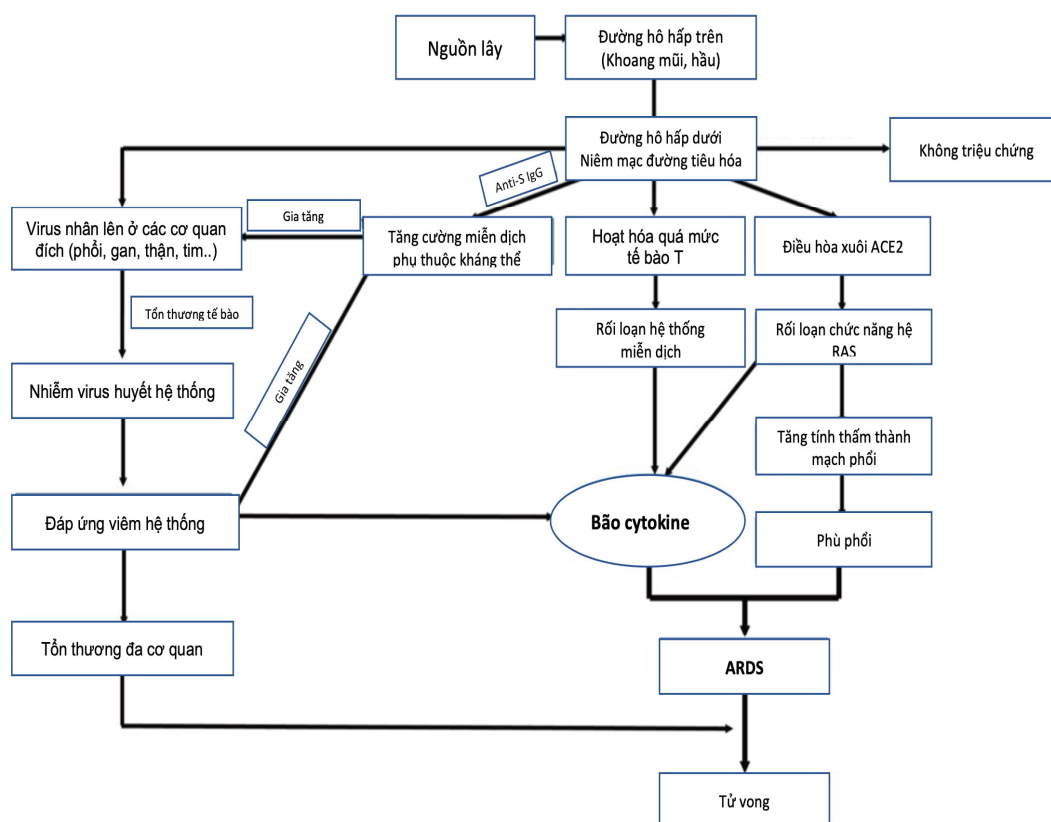 Nguồn lây
Đường hô hấp trên
(Khoang mũi, hầu)
Đường hô hấp dưới
Niêm mạc đường tiêu hóa
Không triệu chứng
Anti-S IgG
Gia tăng
Virus nhân lên ở các cơ quan
đích (phổi, gan, thận, tim..)
Tăng cường miễn dịch
phụ thuộc kháng thể
Hoạt hóa quá mức
tế bào T
Điều hòa xuôi ACE2
Tổn thương tế bào
Rối loạn hệ thống
miễn dịch
Rối loạn chức năng hệ
RAS
Gia tăng
Nhiễm virus huyết hệ thống
Tăng tính thấm thành
mạch phổi
Đáp ứng viêm hệ thống
Bão cytokine
Phù phổi
Tổn thương đa cơ quan
ARDS
Tử vong